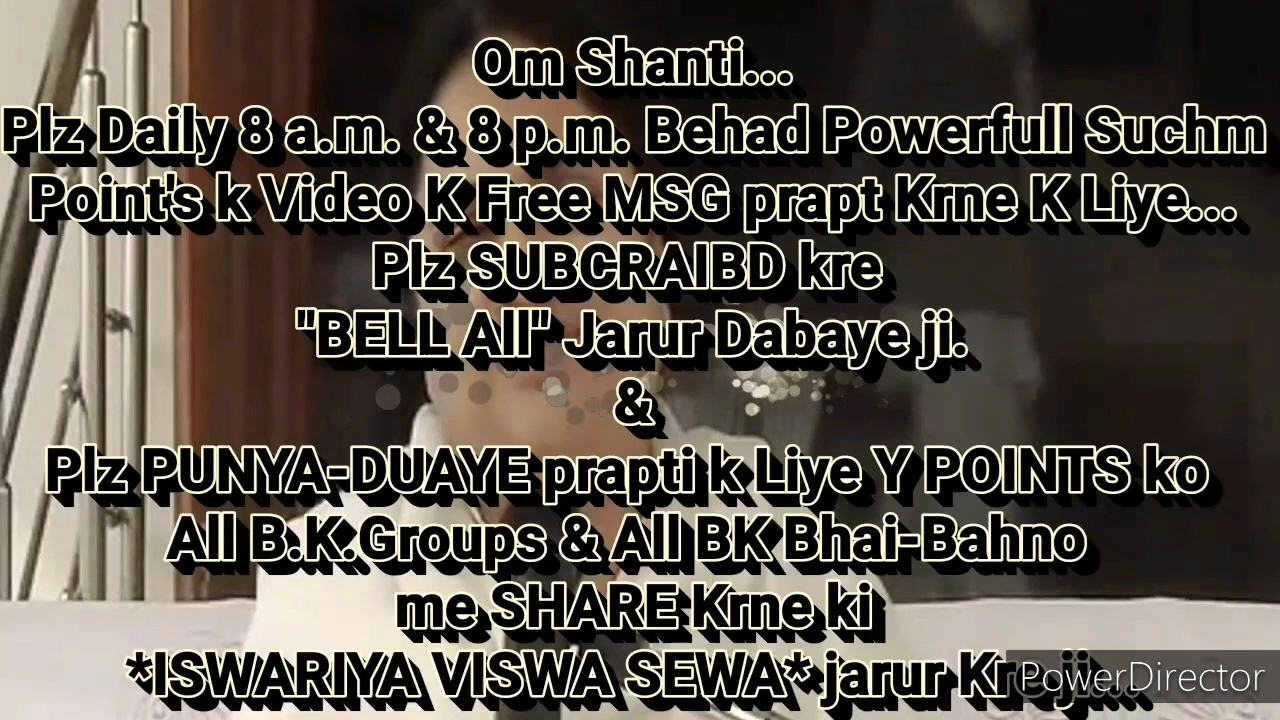 Om Shanti...
Plz Daily 8 a.m. & 8 p.m. Behad Powerfull Suchm
Point's k Video K Free MSG prapt Krne K Liye...
Plz SUBCRAIBD kre
"BELL All" Jarur Dabaye ji.
&
Plz PUNYA-DUAYE prapti k Liye Y POINTS ko
All B.K.Groups & All BK Bhai-Bahno
me SHARE Krne ki
*ISWARIYA VISWA SEWA* jarur Kre ji...
PowerDirector